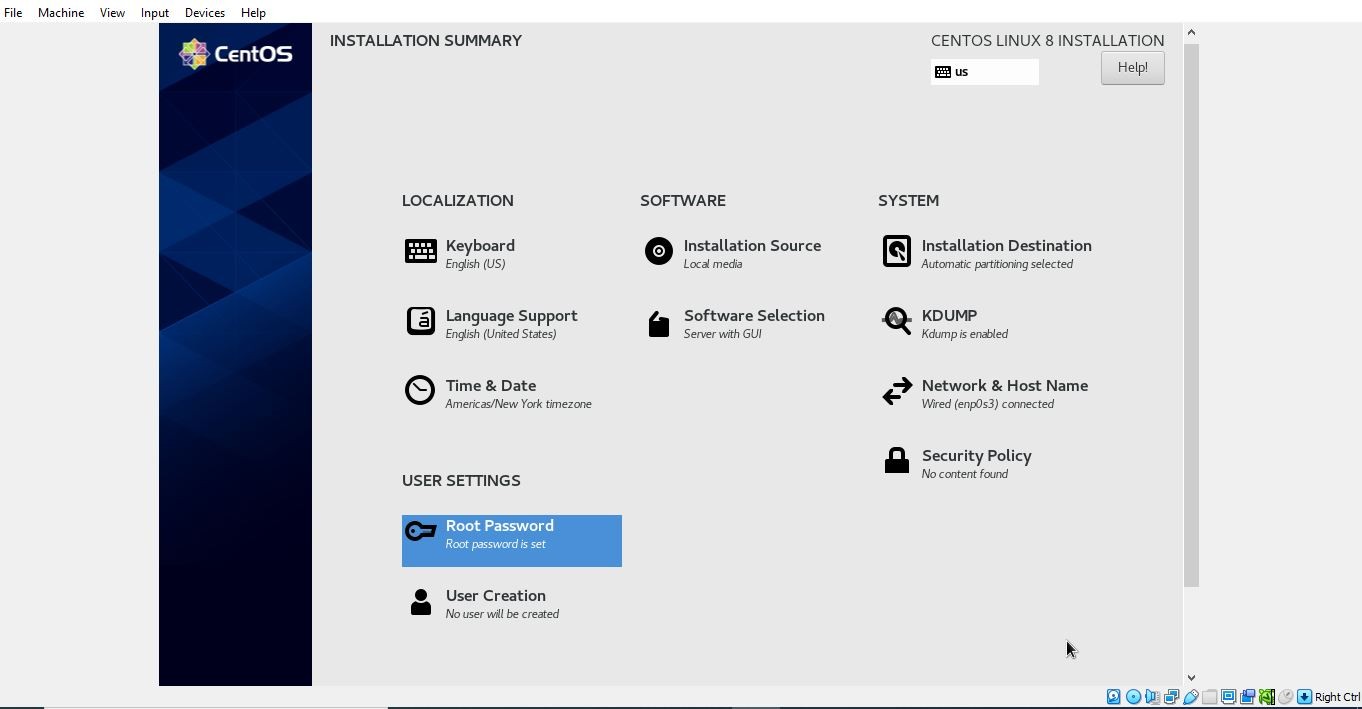 File Machine View Input Devices Help
CentOS
INSTALLATION SUMMARY
CENTOS LINUX 8 INSTALLATION
us
Help!
LOCALIZATION
Keyboard
English (US)
Language Support
English (United States)
Time & Date
Americas/New York timezone
SOFTWARE
Installation Source
Local media
Software Selection
Server with GUI
SYSTEM
Installation Destination
Automatic partitioning selected
KDUMP
Kdump is enabled
Network & Host Name
Wired (enp0s3) connected
Security Policy
No content found
USER SETTINGS
Root Password
Root password is set
User Creation
No user will be created
Right Ctrl